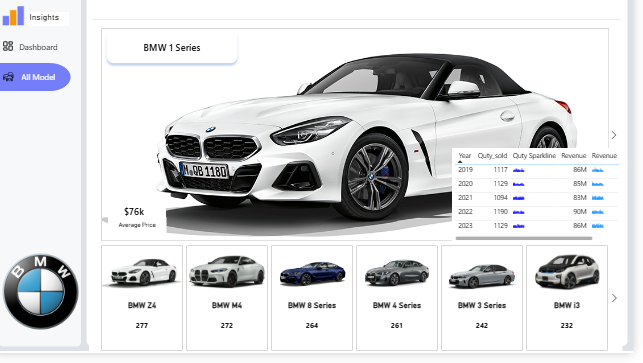 Insights
Dashboard
All Model
BMW 1 Series
M·QB 1180
$76k
Average Price
Year Quty_sold Quty Sparkline Revenue Revenue
2019 1117 86M
2020 1129 85M
2021 1094 83M
2022 1190 90M
2023 1129 86M
BMW
BMW Z4
277
BMW M4
272
BMW 8 Series
264
BMW 4 Series
261
BMW 3 Series
242
BMW i3
232